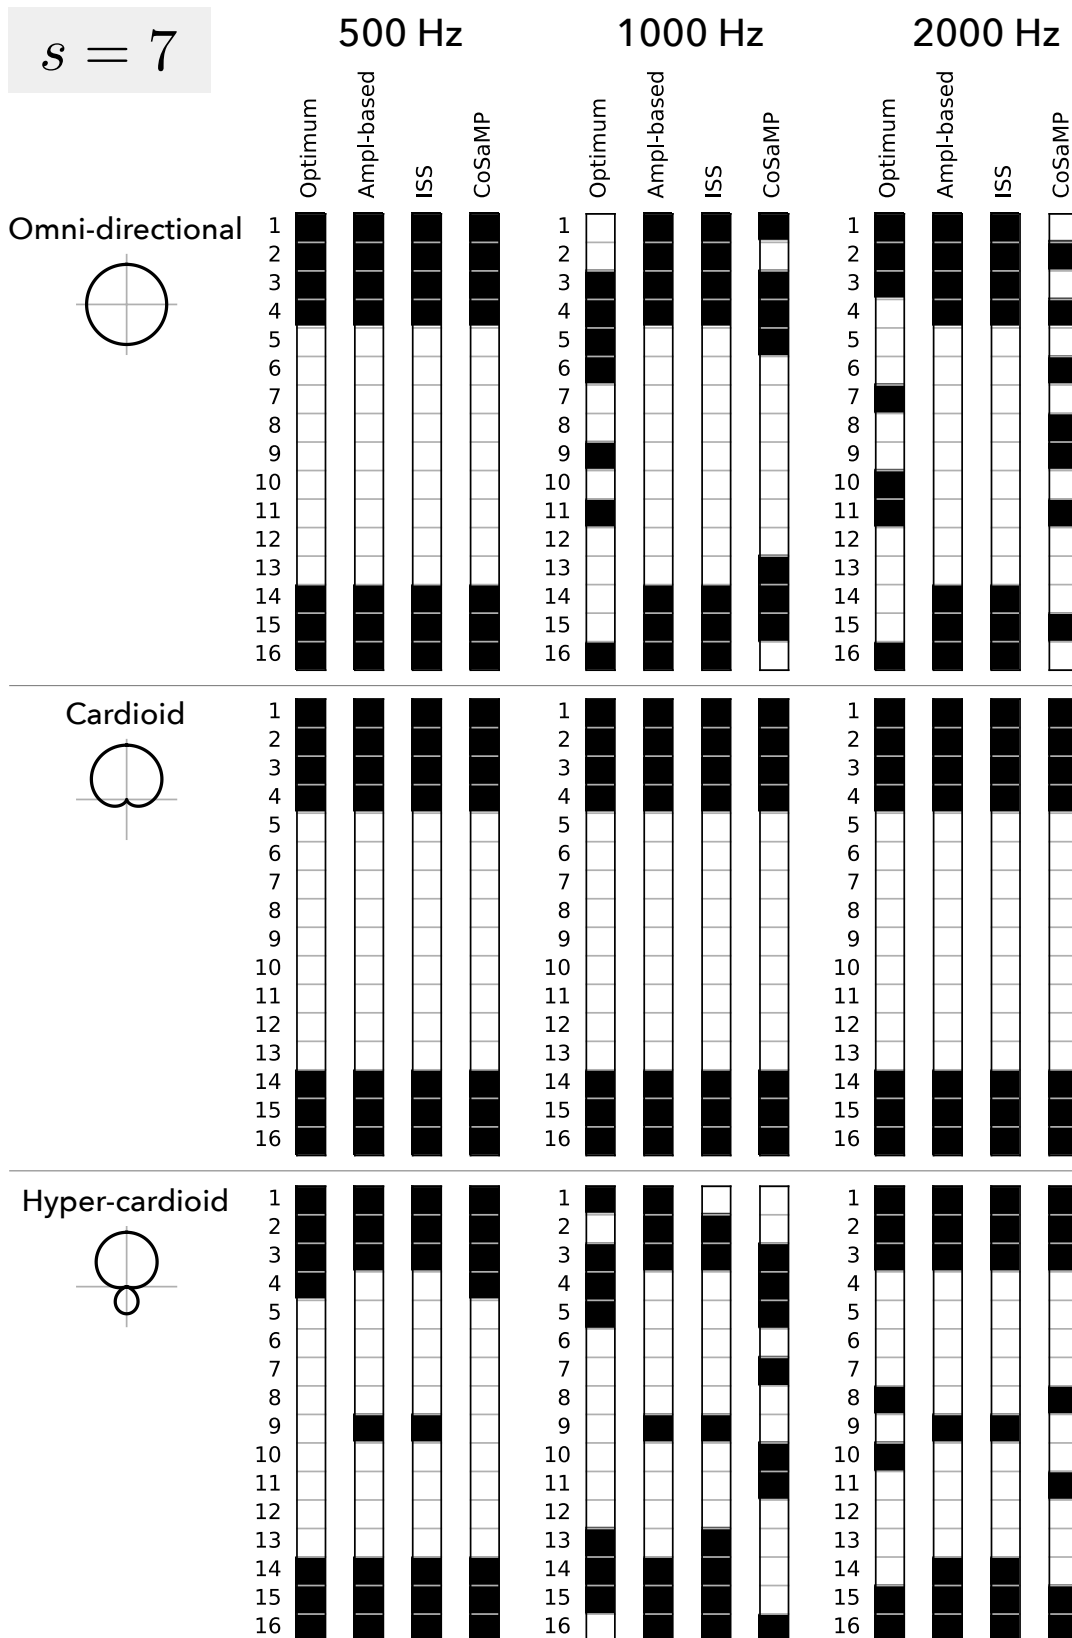 s = 7
500 Hz 1000 Hz 2000 Hz
Optimum Ampl-based ISS CoSaMP Optimum Ampl-based ISS CoSaMP Optimum Ampl-based ISS CoSaMP
Omni-directional
1 1 1
2 2 2
3 3 3
4 4 4
5 5 5
6 6 6
7 7 7
8 8 8
9 9 9
10 10 10
11 11 11
12 12 12
13 13 13
14 14 14
15 15 15
16 16 16
Cardioid
1 1 1
2 2 2
3 3 3
4 4 4
5 5 5
6 6 6
7 7 7
8 8 8
9 9 9
10 10 10
11 11 11
12 12 12
13 13 13
14 14 14
15 15 15
16 16 16
Hyper-cardioid
1 1 1
2 2 2
3 3 3
4 4 4
5 5 5
6 6 6
7 7 7
8 8 8
9 9 9
10 10 10
11 11 11
12 12 12
13 13 13
14 14 14
15 15 15
16 16 16